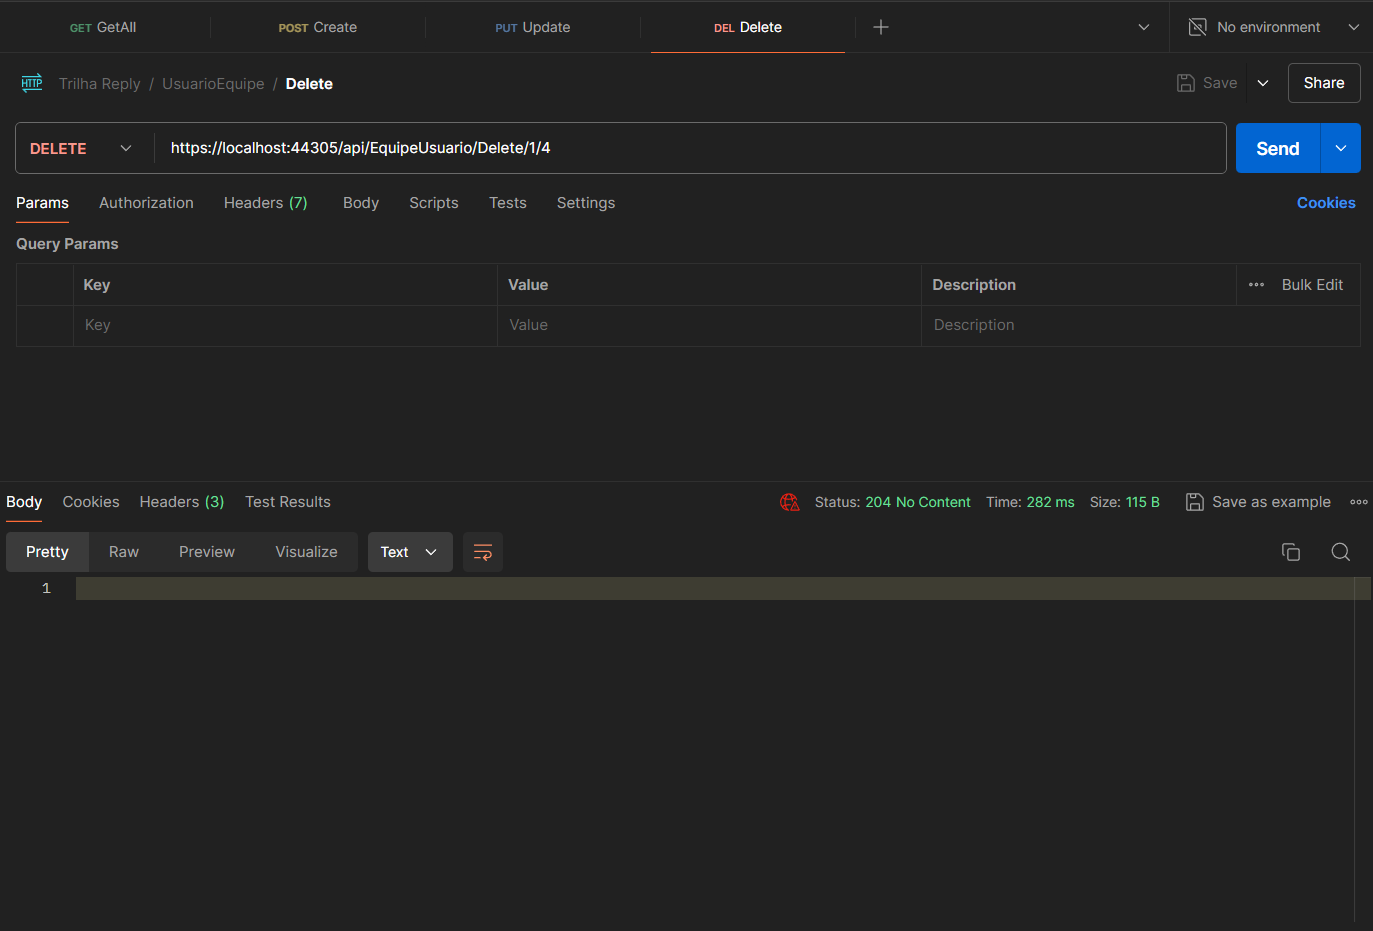 GET GetAll POST Create PUT Update DEL Delete No environment
HTTP Trilha Reply / UsuarioEquipe / Delete Save Share
DELETE https://localhost:44305/api/EquipeUsuario/Delete/1/4 Send
Params Authorization Headers (7) Body Scripts Tests Settings Cookies
Query Params
Key Value Description Bulk Edit
Key Value Description
Body Cookies Headers (3) Test Results Status: 204 No Content Time: 282 ms Size: 115 B Save as example
Pretty Raw Preview Visualize Text
1